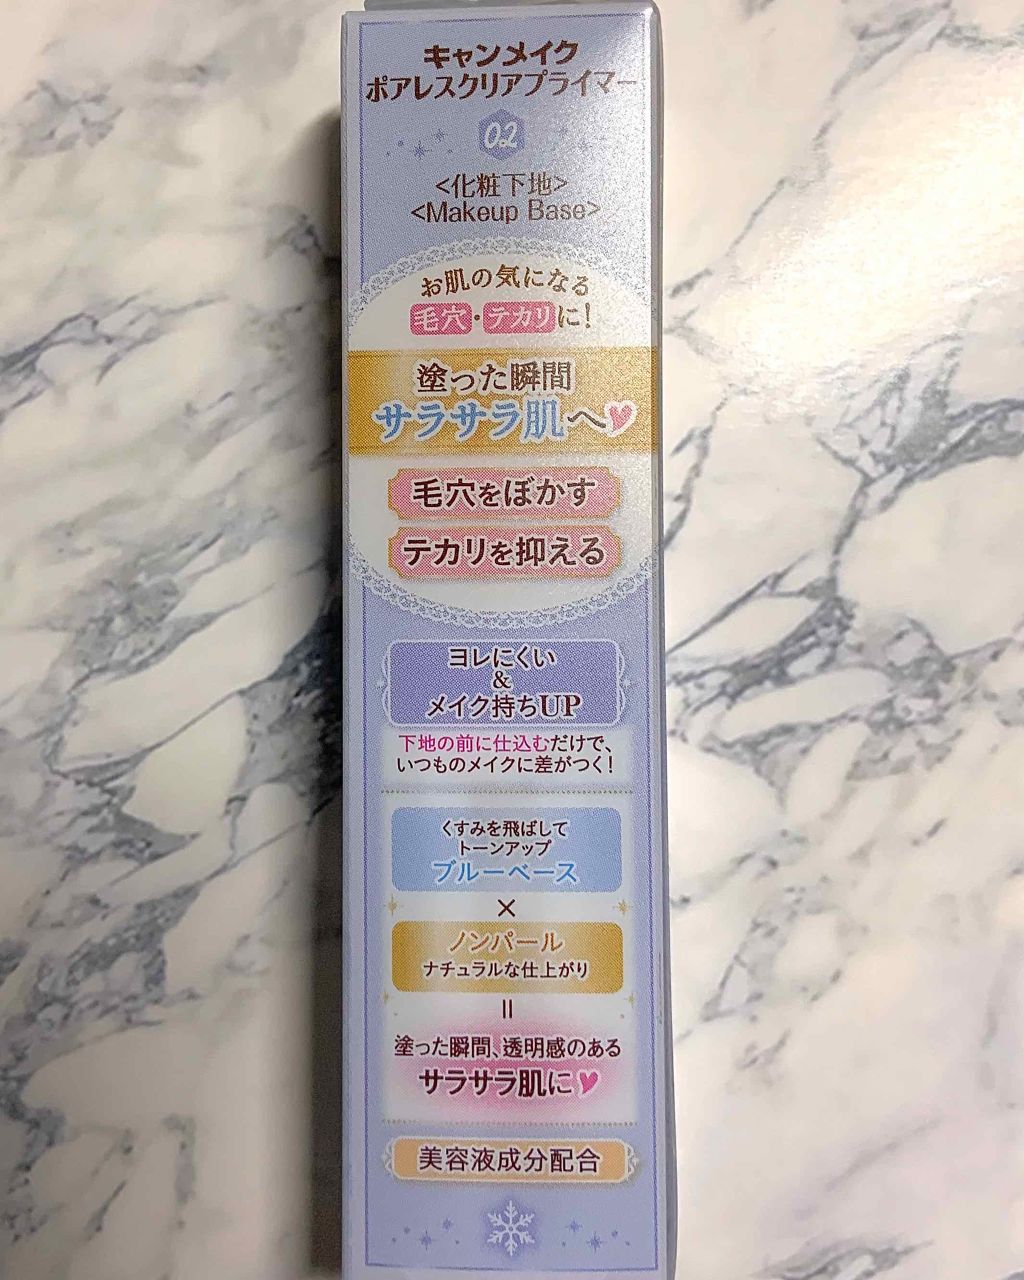 キャンメイク
ポアレスクリアプライマー
02
<化粧下地>
<Makeup Base>
お肌の気になる
毛穴・テカリに!
塗った瞬間
サラサラ肌へ♥
毛穴をぼかす
テカリを抑える
ヨレにくい
&
メイク持ちUP
下地の前に仕込むだけで、
いつものメイクに差がつく!
くすみを飛ばして
トーンアップ
ブルーベース
×
ノンパール
ナチュラルな仕上がり
=
塗った瞬間、透明感のある
サラサラ肌に♥
美容液成分配合